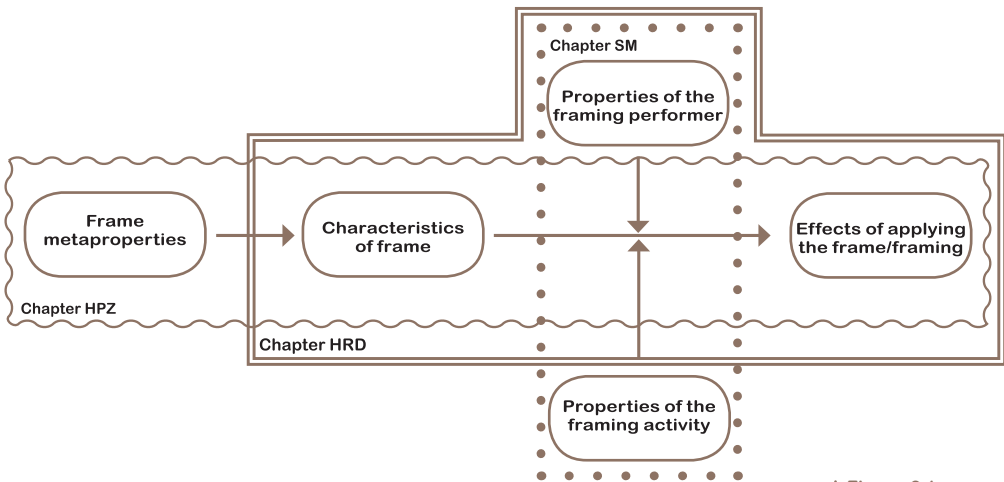 Chapter SM
Properties of the
framing performer
Frame
metaproperties
Characteristics
of frame
Effects of applying
the frame/framing
Chapter HPZ
Chapter HRD
Properties of the
framing activity